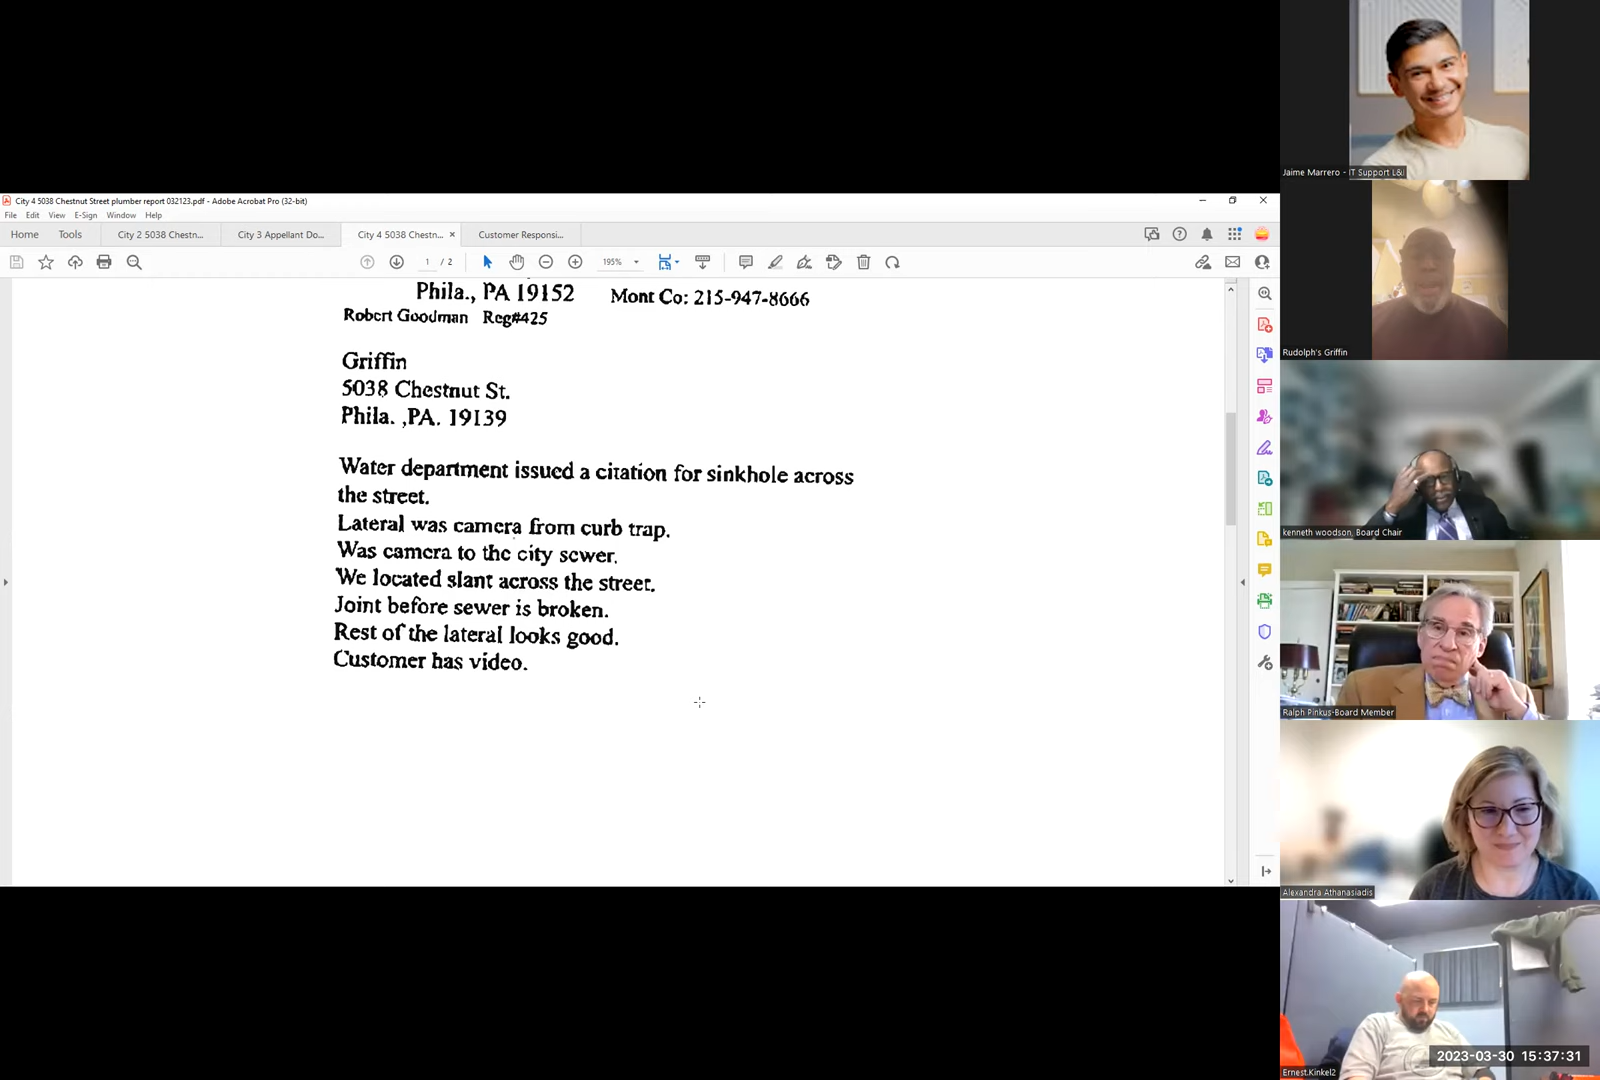 City 4 5038 Chestnut Street plumber report 032123.pdf - Adobe Acrobat Pro (32-bit)
File Edit View Window Help
Home Tools City 2 5038 Chestn... City 3 Appellant Do... City 4 5038 Chestn... × Customer Responsi...
1 / 2 195%
Phila., PA 19152 Mont Co: 215-947-8666
Robert Goodman Reg#425
Griffin
5038 Chestnut St.
Phila. ,PA. 19139
Water department issued a citation for sinkhole across
the street.
Lateral was camera from curb trap.
Was camera to the city sewer.
We located slant across the street.
Joint before sewer is broken.
Rest of the lateral looks good.
Customer has video.
Jaime Marrero - IT Support L&I
Rudolph's Griffin
kenneth woodson, Board Chair
Ralph Pinkus-Board Member
Alexandra Athanasiadis
2023-03-30 15:37:31
Ernest.Kinkel2